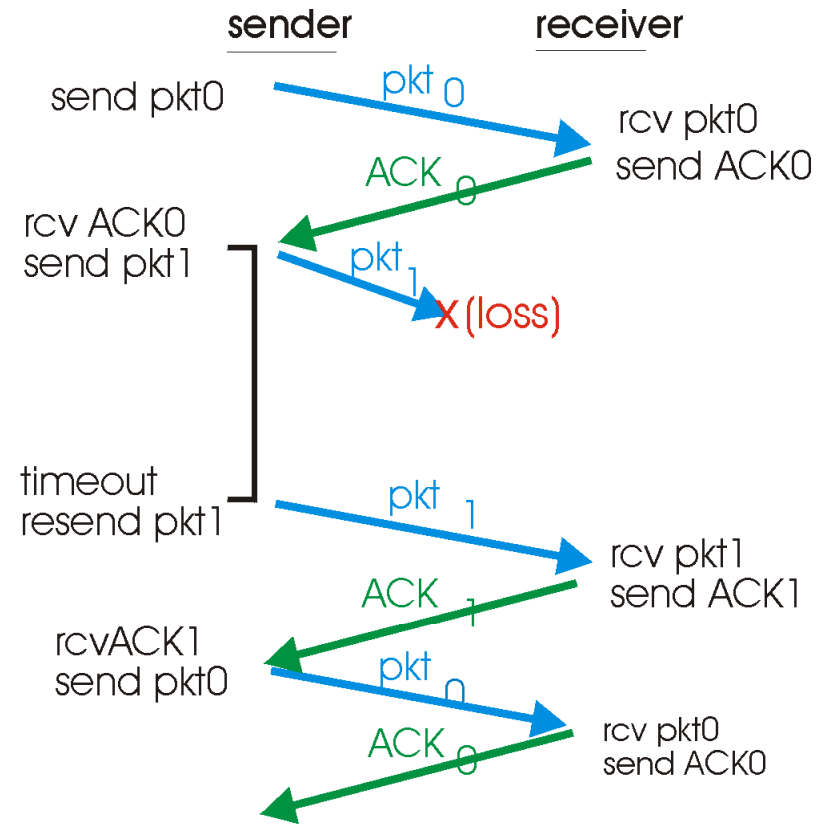 sender
receiver
send pkt0
pkt 0
rcv pkt0
send ACK0
ACK 0
rcv ACK0
send pkt1
pkt 1
X(loss)
timeout
resend pkt1
pkt 1
rcv pkt1
send ACK1
ACK 1
rcvACK1
send pkt0
pkt 0
rcv pkt0
send ACK0
ACK 0